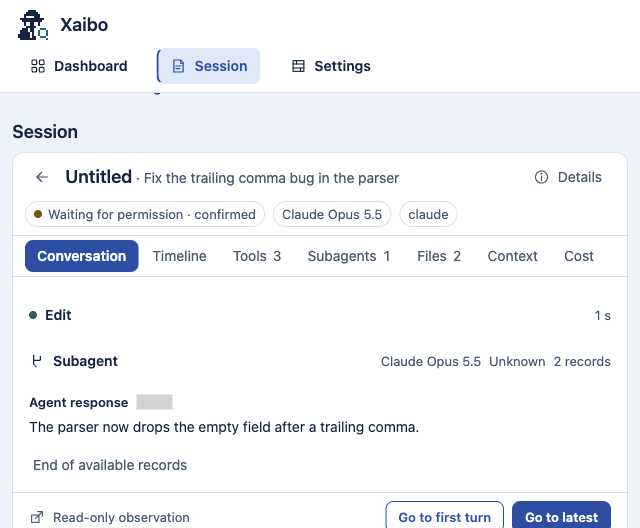 Xaibo
Dashboard Session Settings
Session
Untitled · Fix the trailing comma bug in the parser Details
Waiting for permission · confirmed Claude Opus 5.5 claude
Conversation Timeline Tools 3 Subagents 1 Files 2 Context Cost
Edit 1 s
Subagent Claude Opus 5.5 Unknown 2 records
Agent response
The parser now drops the empty field after a trailing comma.
End of available records
Read-only observation Go to first turn Go to latest